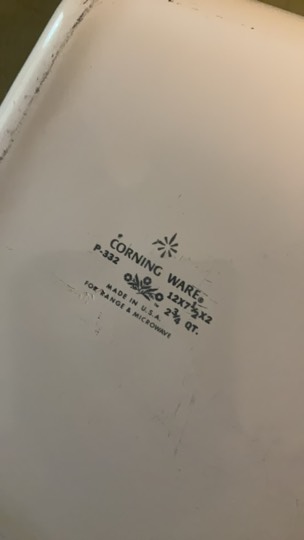 CORNING WARE®
P-332 12X7½X2
2¾ QT.
MADE IN U.S.A.
FOR RANGE & MICROWAVE